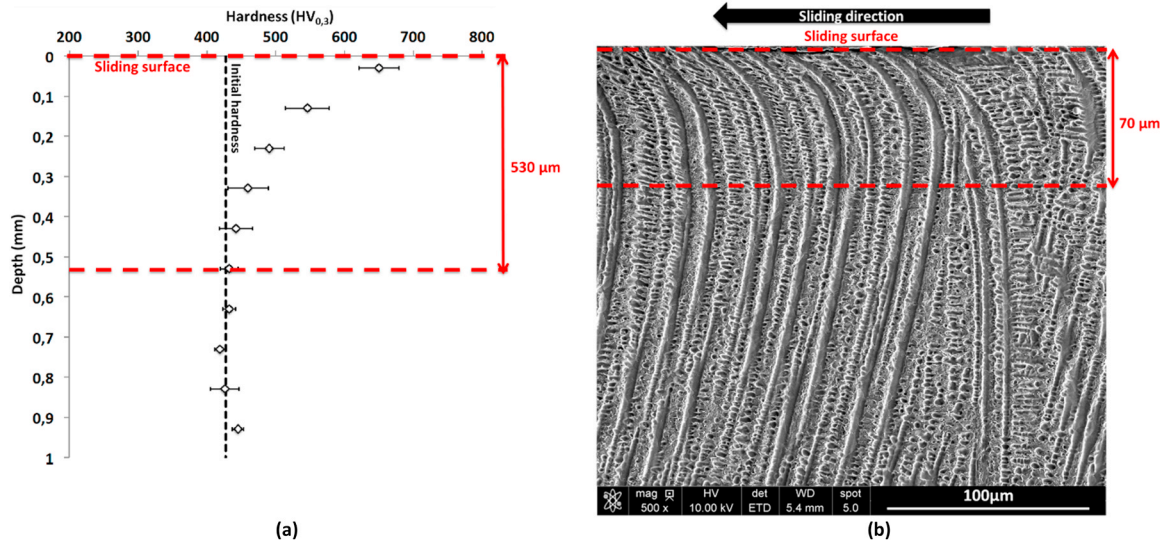 Hardness (HV0,3)
200 300 400 500 600 700 800
0
0,1
0,2
0,3
0,4
0,5
0,6
0,7
0,8
0,9
1
Depth (mm)
Sliding surface
Initial hardness
530 μm
(a)
Sliding direction
Sliding surface
70 μm
mag HV det WD spot
500 x 10.00 kV ETD 5.4 mm 5.0
100μm
(b)